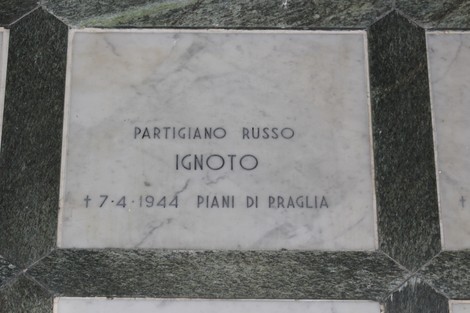 PARTIGIANO RUSSO
IGNOTO
† 7·4·1944 PIANI DI PRAGLIA